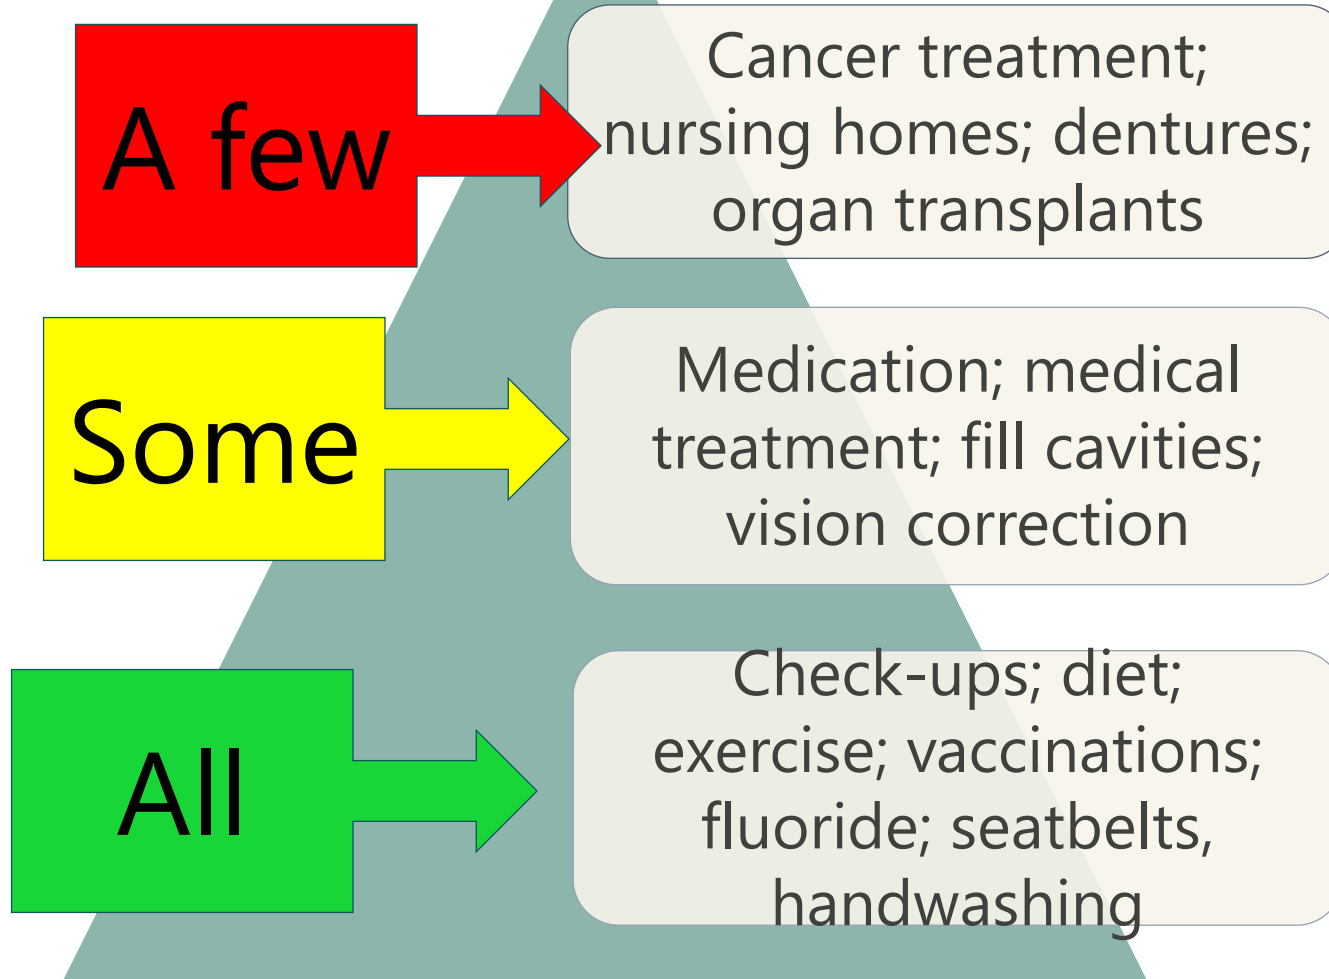 A few
Cancer treatment;
nursing homes; dentures;
organ transplants
Some
Medication; medical
treatment; fill cavities;
vision correction
All
Check-ups; diet;
exercise; vaccinations;
fluoride; seatbelts,
handwashing